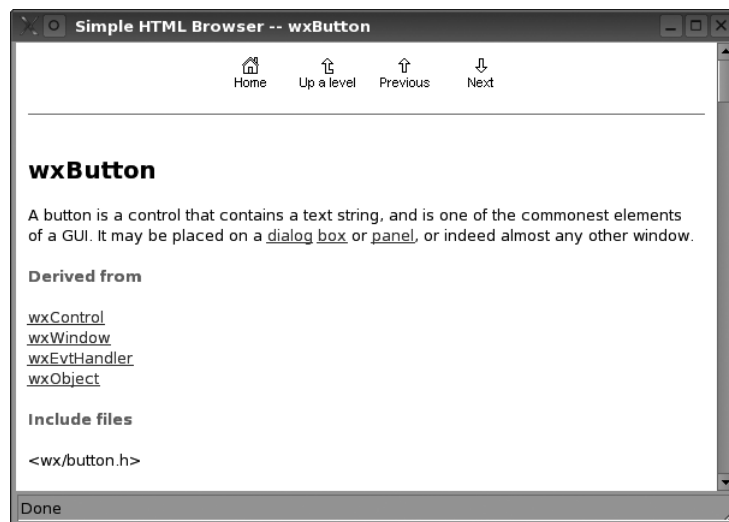 Simple HTML Browser -- wxButton
Home Up a level Previous Next
wxButton
A button is a control that contains a text string, and is one of the commonest elements
of a GUI. It may be placed on a dialog box or panel, or indeed almost any other window.
Derived from
wxControl
wxWindow
wxEvtHandler
wxObject
Include files
<wx/button.h>
Done